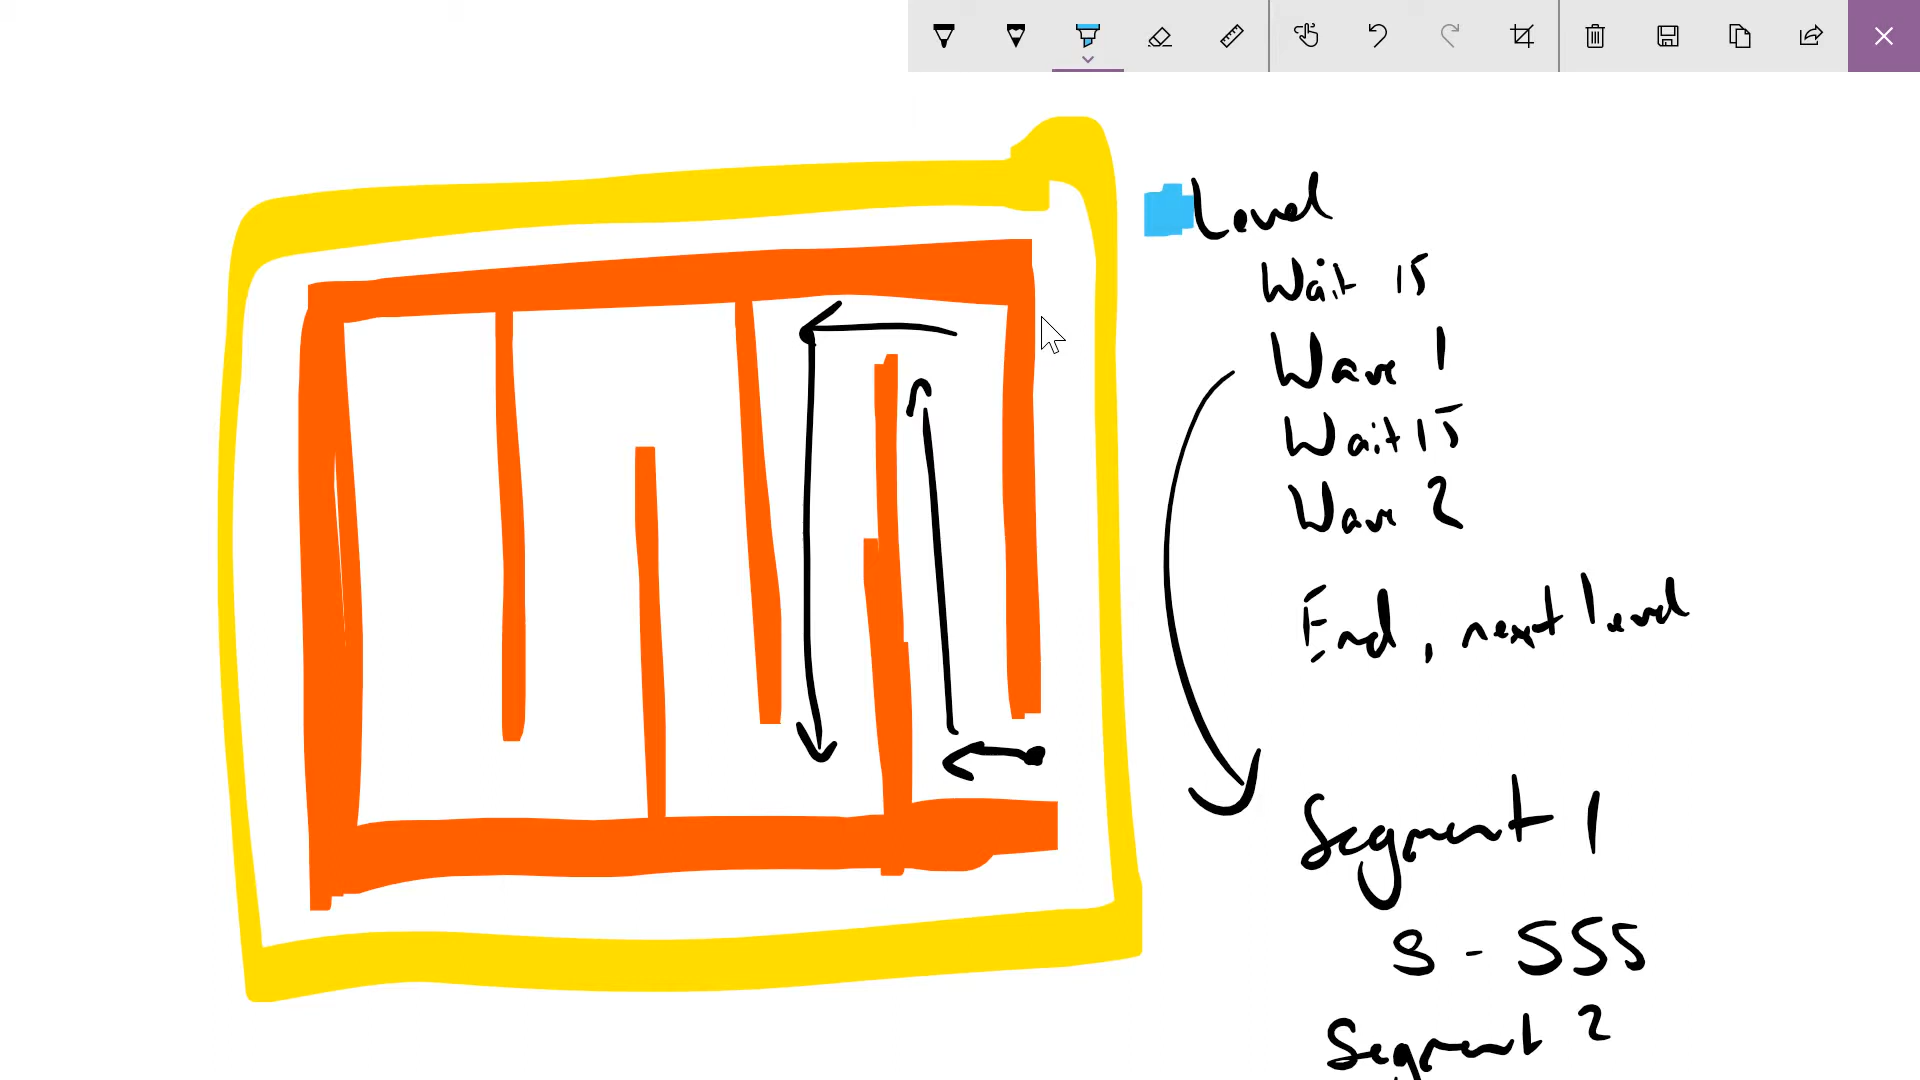 Level
Wait 15
Wave 1
Wait 15
Wave 2
End, next level
Segment 1
S - SSS
Segment 2